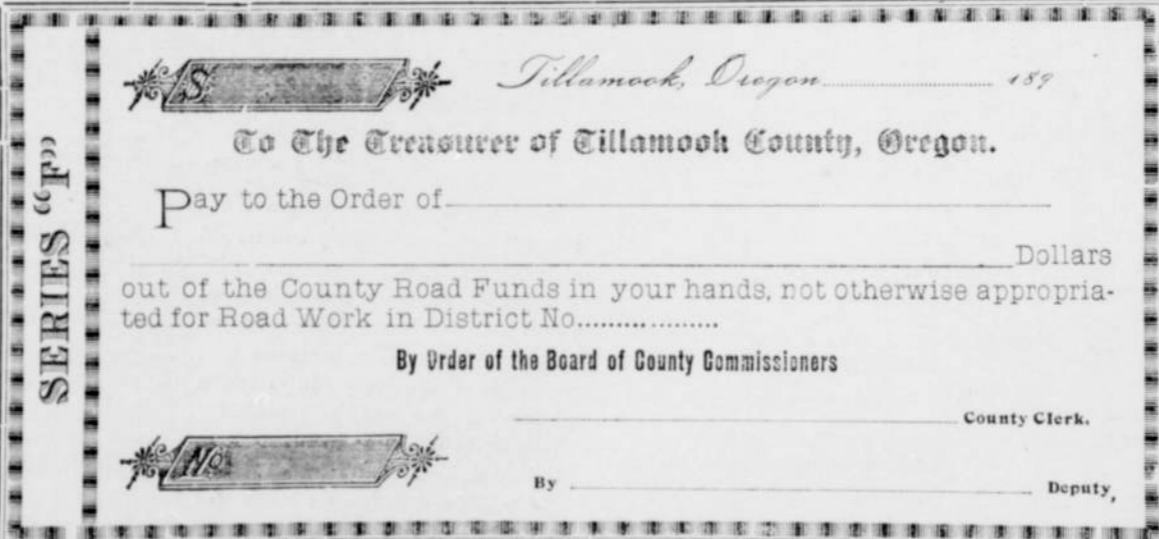 SERIES “F”
$
Tillamook, Oregon........................ 189
To The Treasurer of Tillamook County, Oregon.
Pay to the Order of
Dollars
out of the County Road Funds in your hands, not otherwise appropria-
ted for Road Work in District No..................
By Order of the Board of County Commissioners
County Clerk.
No
By Deputy,